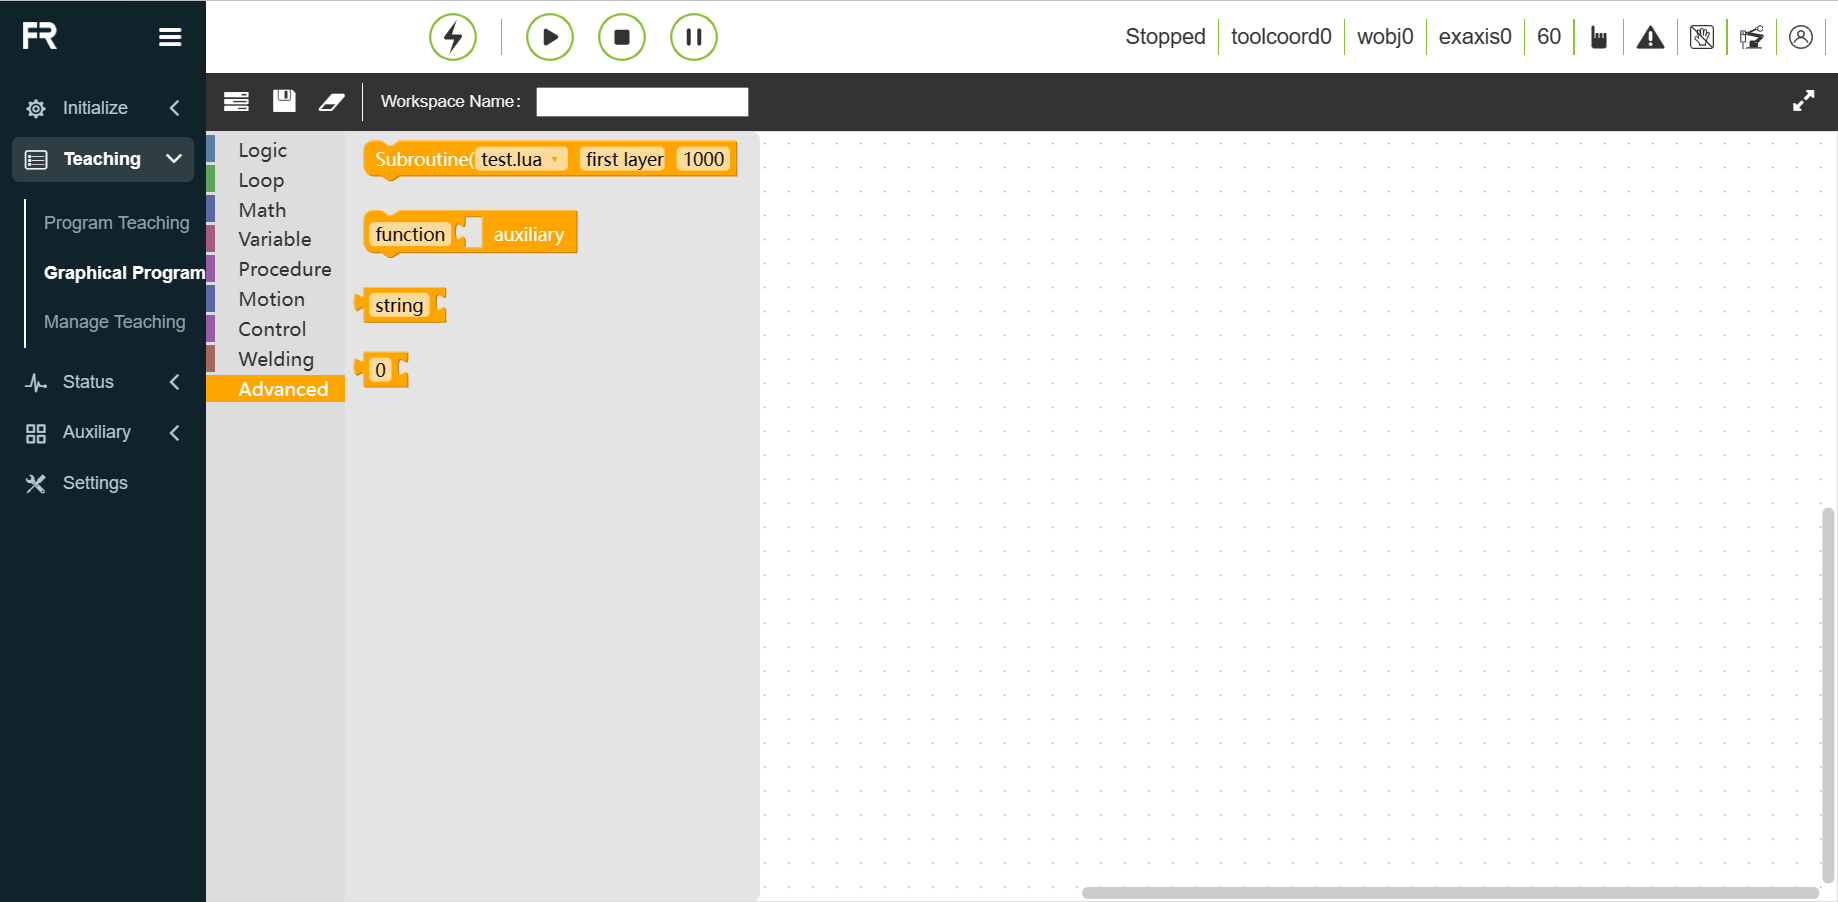 FR
Stopped toolcoord0 wobj0 exaxis0 60
Workspace Name:
Initialize
Teaching
Program Teaching
Graphical Program
Manage Teaching
Status
Auxiliary
Settings
Logic
Loop
Math
Variable
Procedure
Motion
Control
Welding
Advanced
Subroutine( test.lua first layer 1000
function auxiliary
string
0